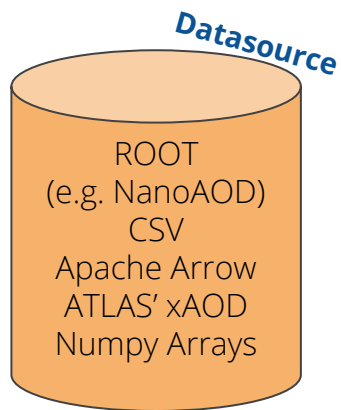 Datasource
ROOT
(e.g. NanoAOD)
CSV
Apache Arrow
ATLAS’ xAOD
Numpy Arrays